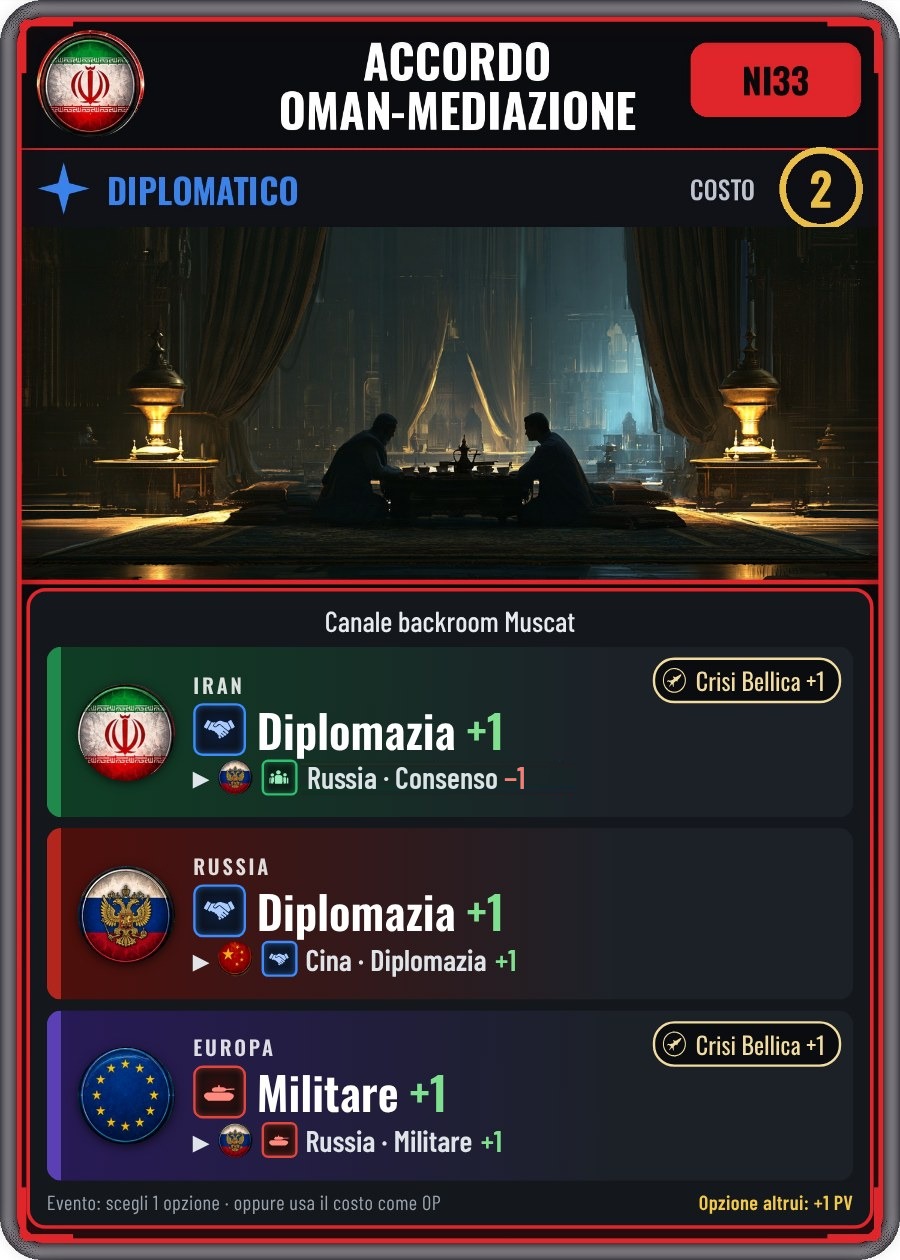 ACCORDO
OMAN-MEDIAZIONE
NI33
DIPLOMATICO
COSTO
2
Canale backroom Muscat
IRAN
Crisi Bellica +1
Diplomazia +1
▶ Russia · Consenso −1
RUSSIA
Diplomazia +1
▶ Cina · Diplomazia +1
EUROPA
Crisi Bellica +1
Militare +1
▶ Russia · Militare +1
Evento: scegli 1 opzione · oppure usa il costo come OP
Opzione altrui: +1 PV